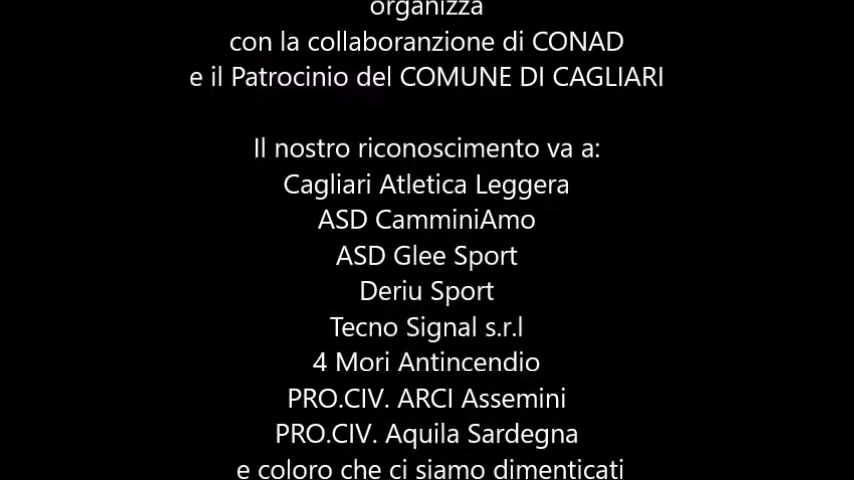 organizza
con la collaboranzione di CONAD
e il Patrocinio del COMUNE DI CAGLIARI
Il nostro riconoscimento va a:
Cagliari Atletica Leggera
ASD CamminiAmo
ASD Glee Sport
Deriu Sport
Tecno Signal s.r.l
4 Mori Antincendio
PRO.CIV. ARCI Assemini
PRO.CIV. Aquila Sardegna
e coloro che ci siamo dimenticati